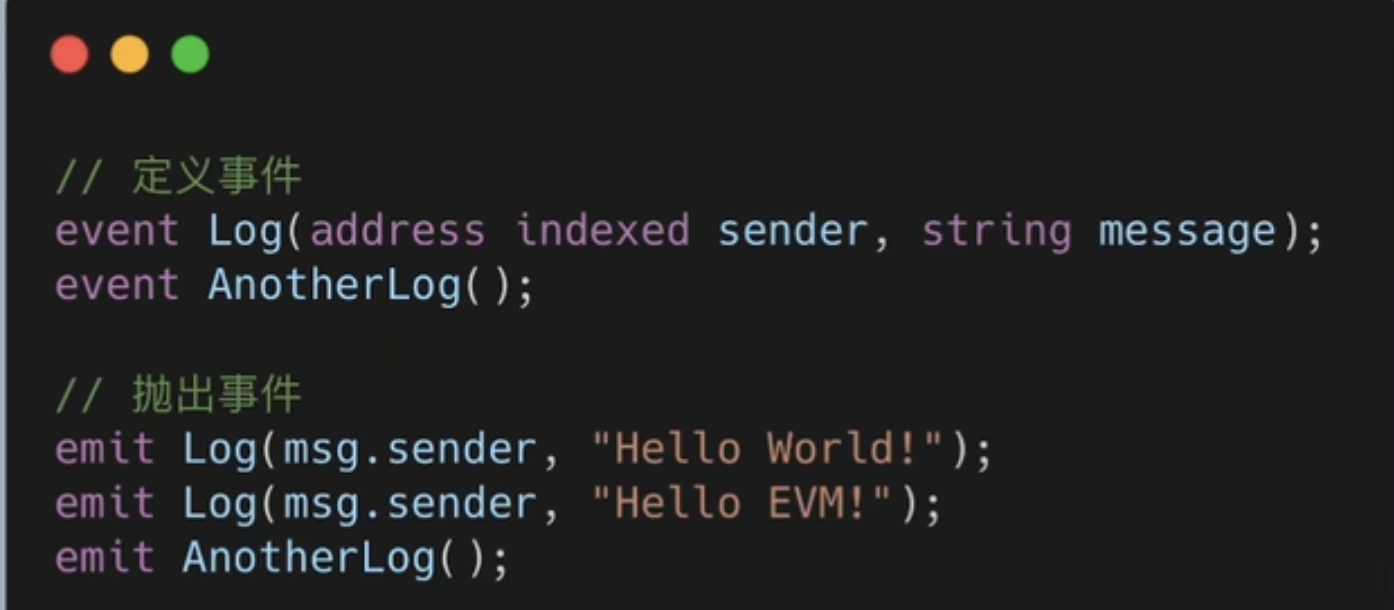 // 定义事件
event Log(address indexed sender, string message);
event AnotherLog();
// 抛出事件
emit Log(msg.sender, "Hello World!");
emit Log(msg.sender, "Hello EVM!");
emit AnotherLog();